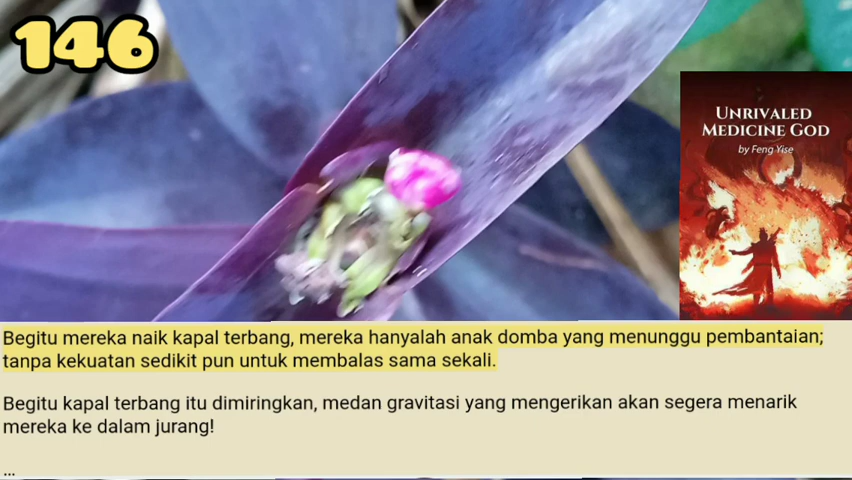 146
UNRIVALED
MEDICINE GOD
by Feng Yise
Begitu mereka naik kapal terbang, mereka hanyalah anak domba yang menunggu pembantaian;
tanpa kekuatan sedikit pun untuk membalas sama sekali.
Begitu kapal terbang itu dimiringkan, medan gravitasi yang mengerikan akan segera menarik
mereka ke dalam jurang!
...